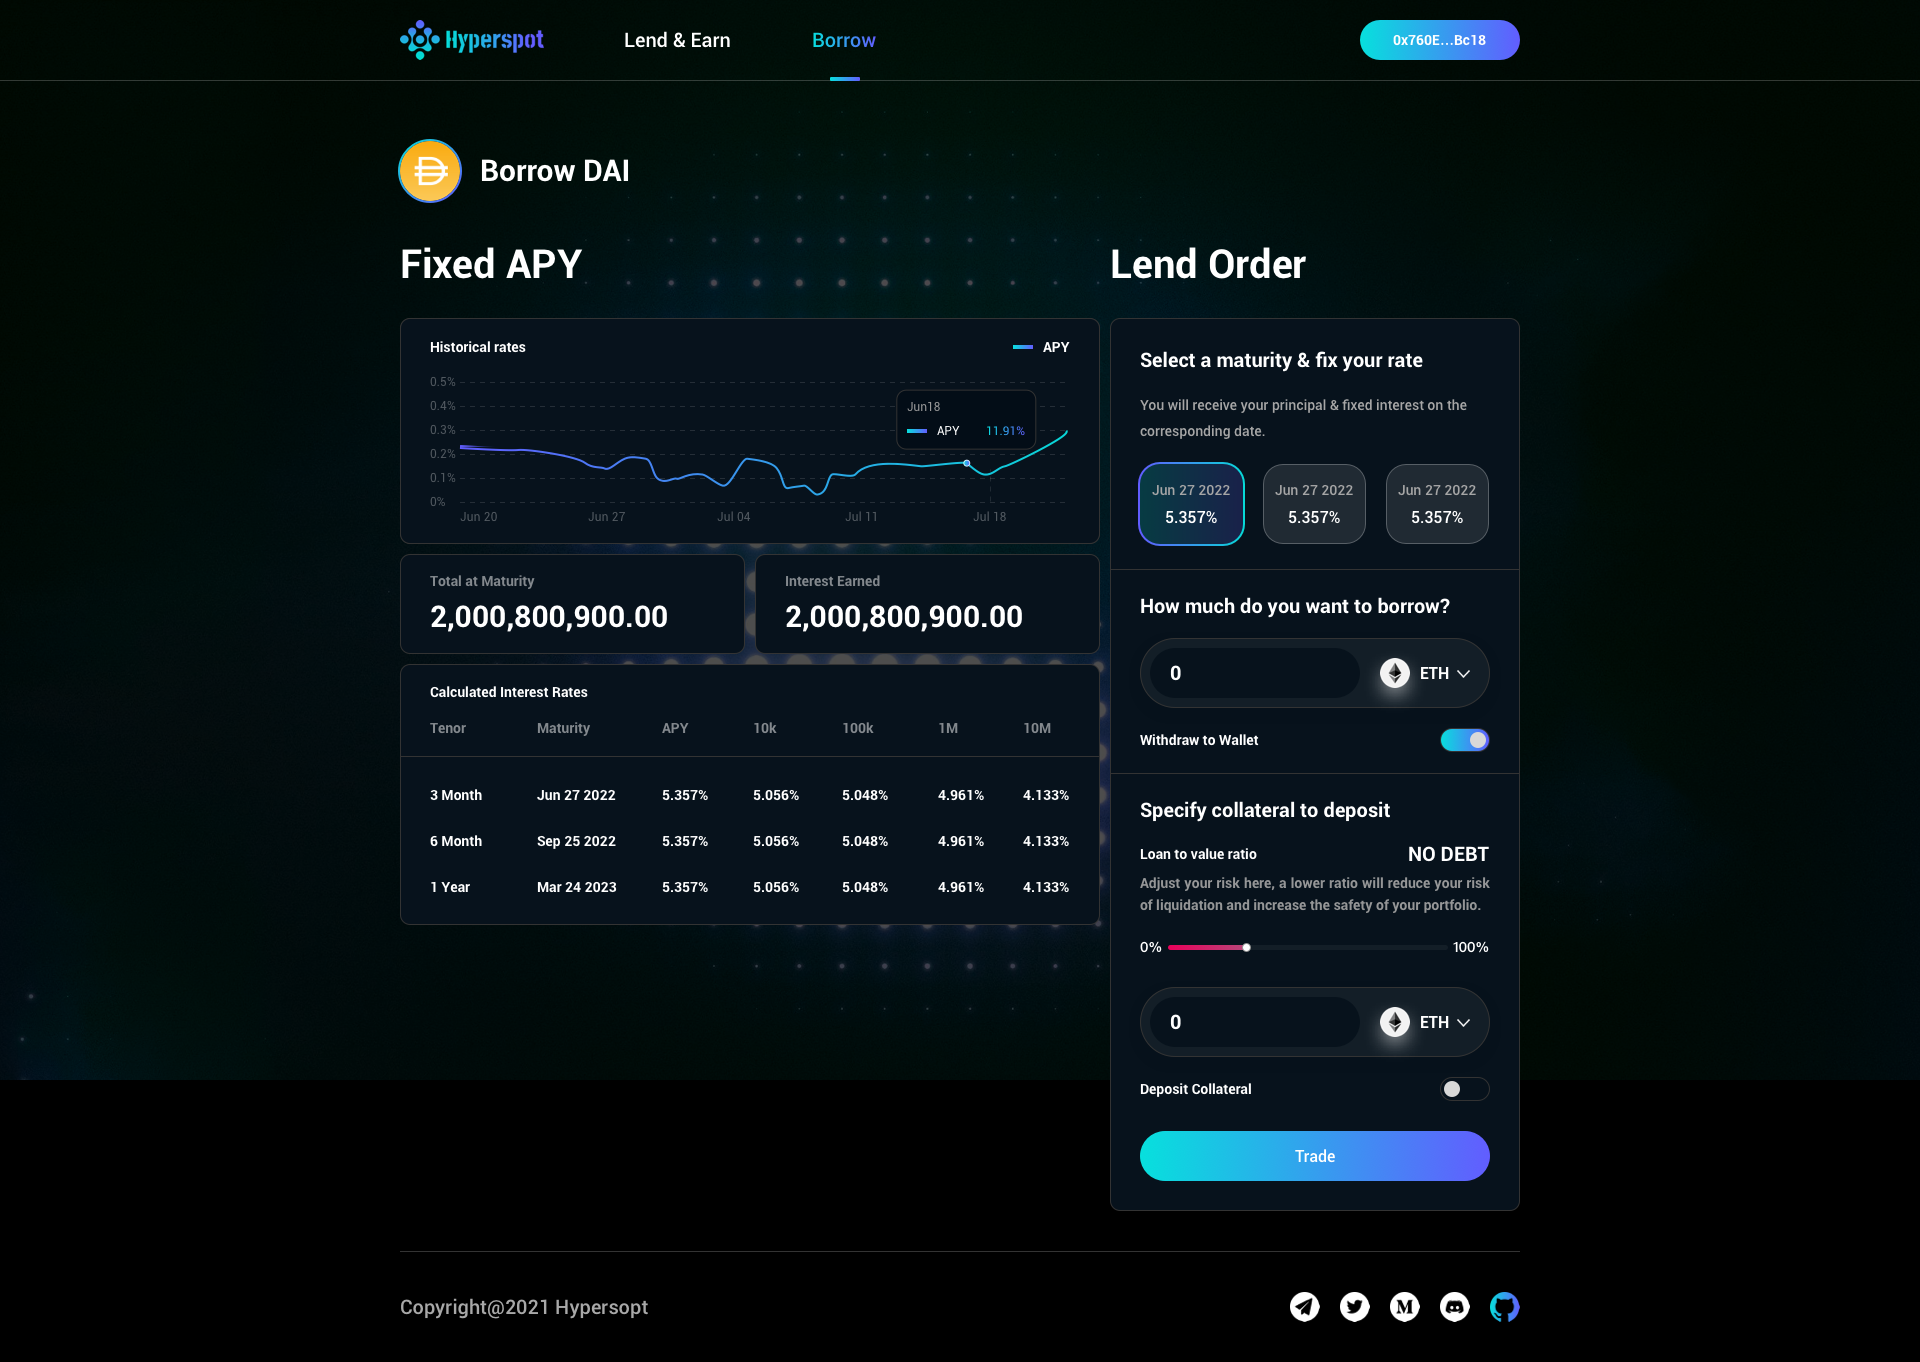 Hyperspot
Lend & Earn
Borrow
0x760E...Bc18
Borrow DAI
Fixed APY
Historical rates
APY
0.5%
0.4%
0.3%
0.2%
0.1%
0%
Jun18
APY 11.91%
Jun 20 Jun 27 Jul 04 Jul 11 Jul 18
Total at Maturity
2,000,800,900.00
Interest Earned
2,000,800,900.00
Calculated Interest Rates
Tenor Maturity APY 10k 100k 1M 10M
3 Month Jun 27 2022 5.357% 5.056% 5.048% 4.961% 4.133%
6 Month Sep 25 2022 5.357% 5.056% 5.048% 4.961% 4.133%
1 Year Mar 24 2023 5.357% 5.056% 5.048% 4.961% 4.133%
Lend Order
Select a maturity & fix your rate
You will receive your principal & fixed interest on the
corresponding date.
Jun 27 2022 Jun 27 2022 Jun 27 2022
5.357% 5.357% 5.357%
How much do you want to borrow?
0 ETH
Withdraw to Wallet
Specify collateral to deposit
Loan to value ratio NO DEBT
Adjust your risk here, a lower ratio will reduce your risk
of liquidation and increase the safety of your portfolio.
0% 100%
0 ETH
Deposit Collateral
Trade
Copyright@2021 Hypersopt
M